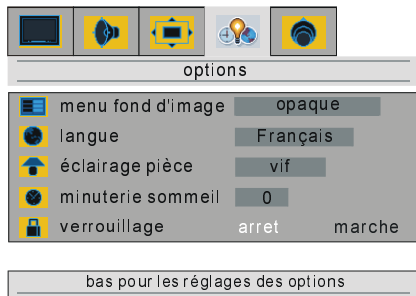 options
menu fond d'image opaque
langue Français
éclairage pièce vif
minuterie sommeil 0
verrouillage arret marche
bas pour les réglages des options